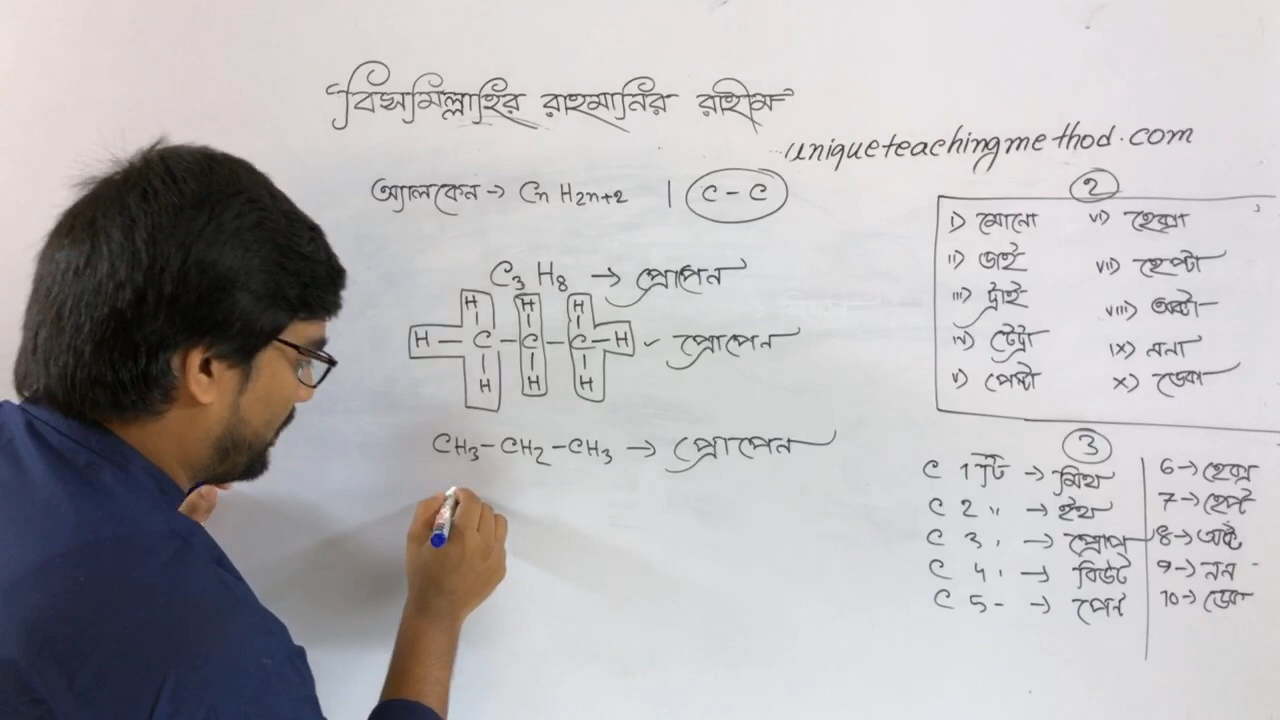 বিসমিল্লাহির রাহমানির রাহীম
uniqueteachingmethod.com
অ্যালকেন → CnH2n+2 | C - C
C3H8 → প্রোপেন
H H H
H - C - C - C - H - প্রোপেন
H H H
CH3 - CH2 - CH3 → প্রোপেন
2
i) মোনো vi) হেক্সা
ii) ডাই vii) হেপ্টা
iii) ট্রাই viii) অক্টা
iv) টেট্রা ix) ননা
v) পেন্টা x) ডেকা
3
C 1 টি → মিথ 6 → হেক্স
C 2 " → ইথ 7 → হেপ্ট
C 3 → প্রোপ 8 → অক্ট
C 4 → বিউট 9 → নন
C 5 - → পেন্ট 10 → ডেক